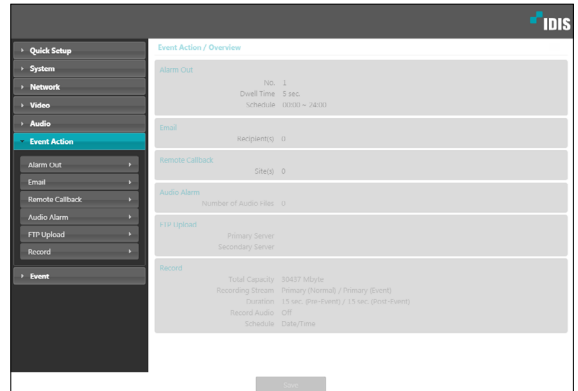 IDIS
Quick Setup
System
Network
Video
Audio
Event Action
Alarm Out
Email
Remote Callback
Audio Alarm
FTP Upload
Record
Event
Event Action / Overview
Alarm Out
No. 1
Dwell Time 5 sec.
Schedule 00:00 ~ 24:00
Email
Recipient(s) 0
Remote Callback
Site(s) 0
Audio Alarm
Number of Audio Files 0
FTP Upload
Primary Server
Secondary Server
Record
Total Capacity 30437 Mbyte
Recording Stream Primary (Normal) / Primary (Event)
Duration 15 sec. (Pre-Event) / 15 sec. (Post-Event)
Record Audio Off
Schedule Date/Time